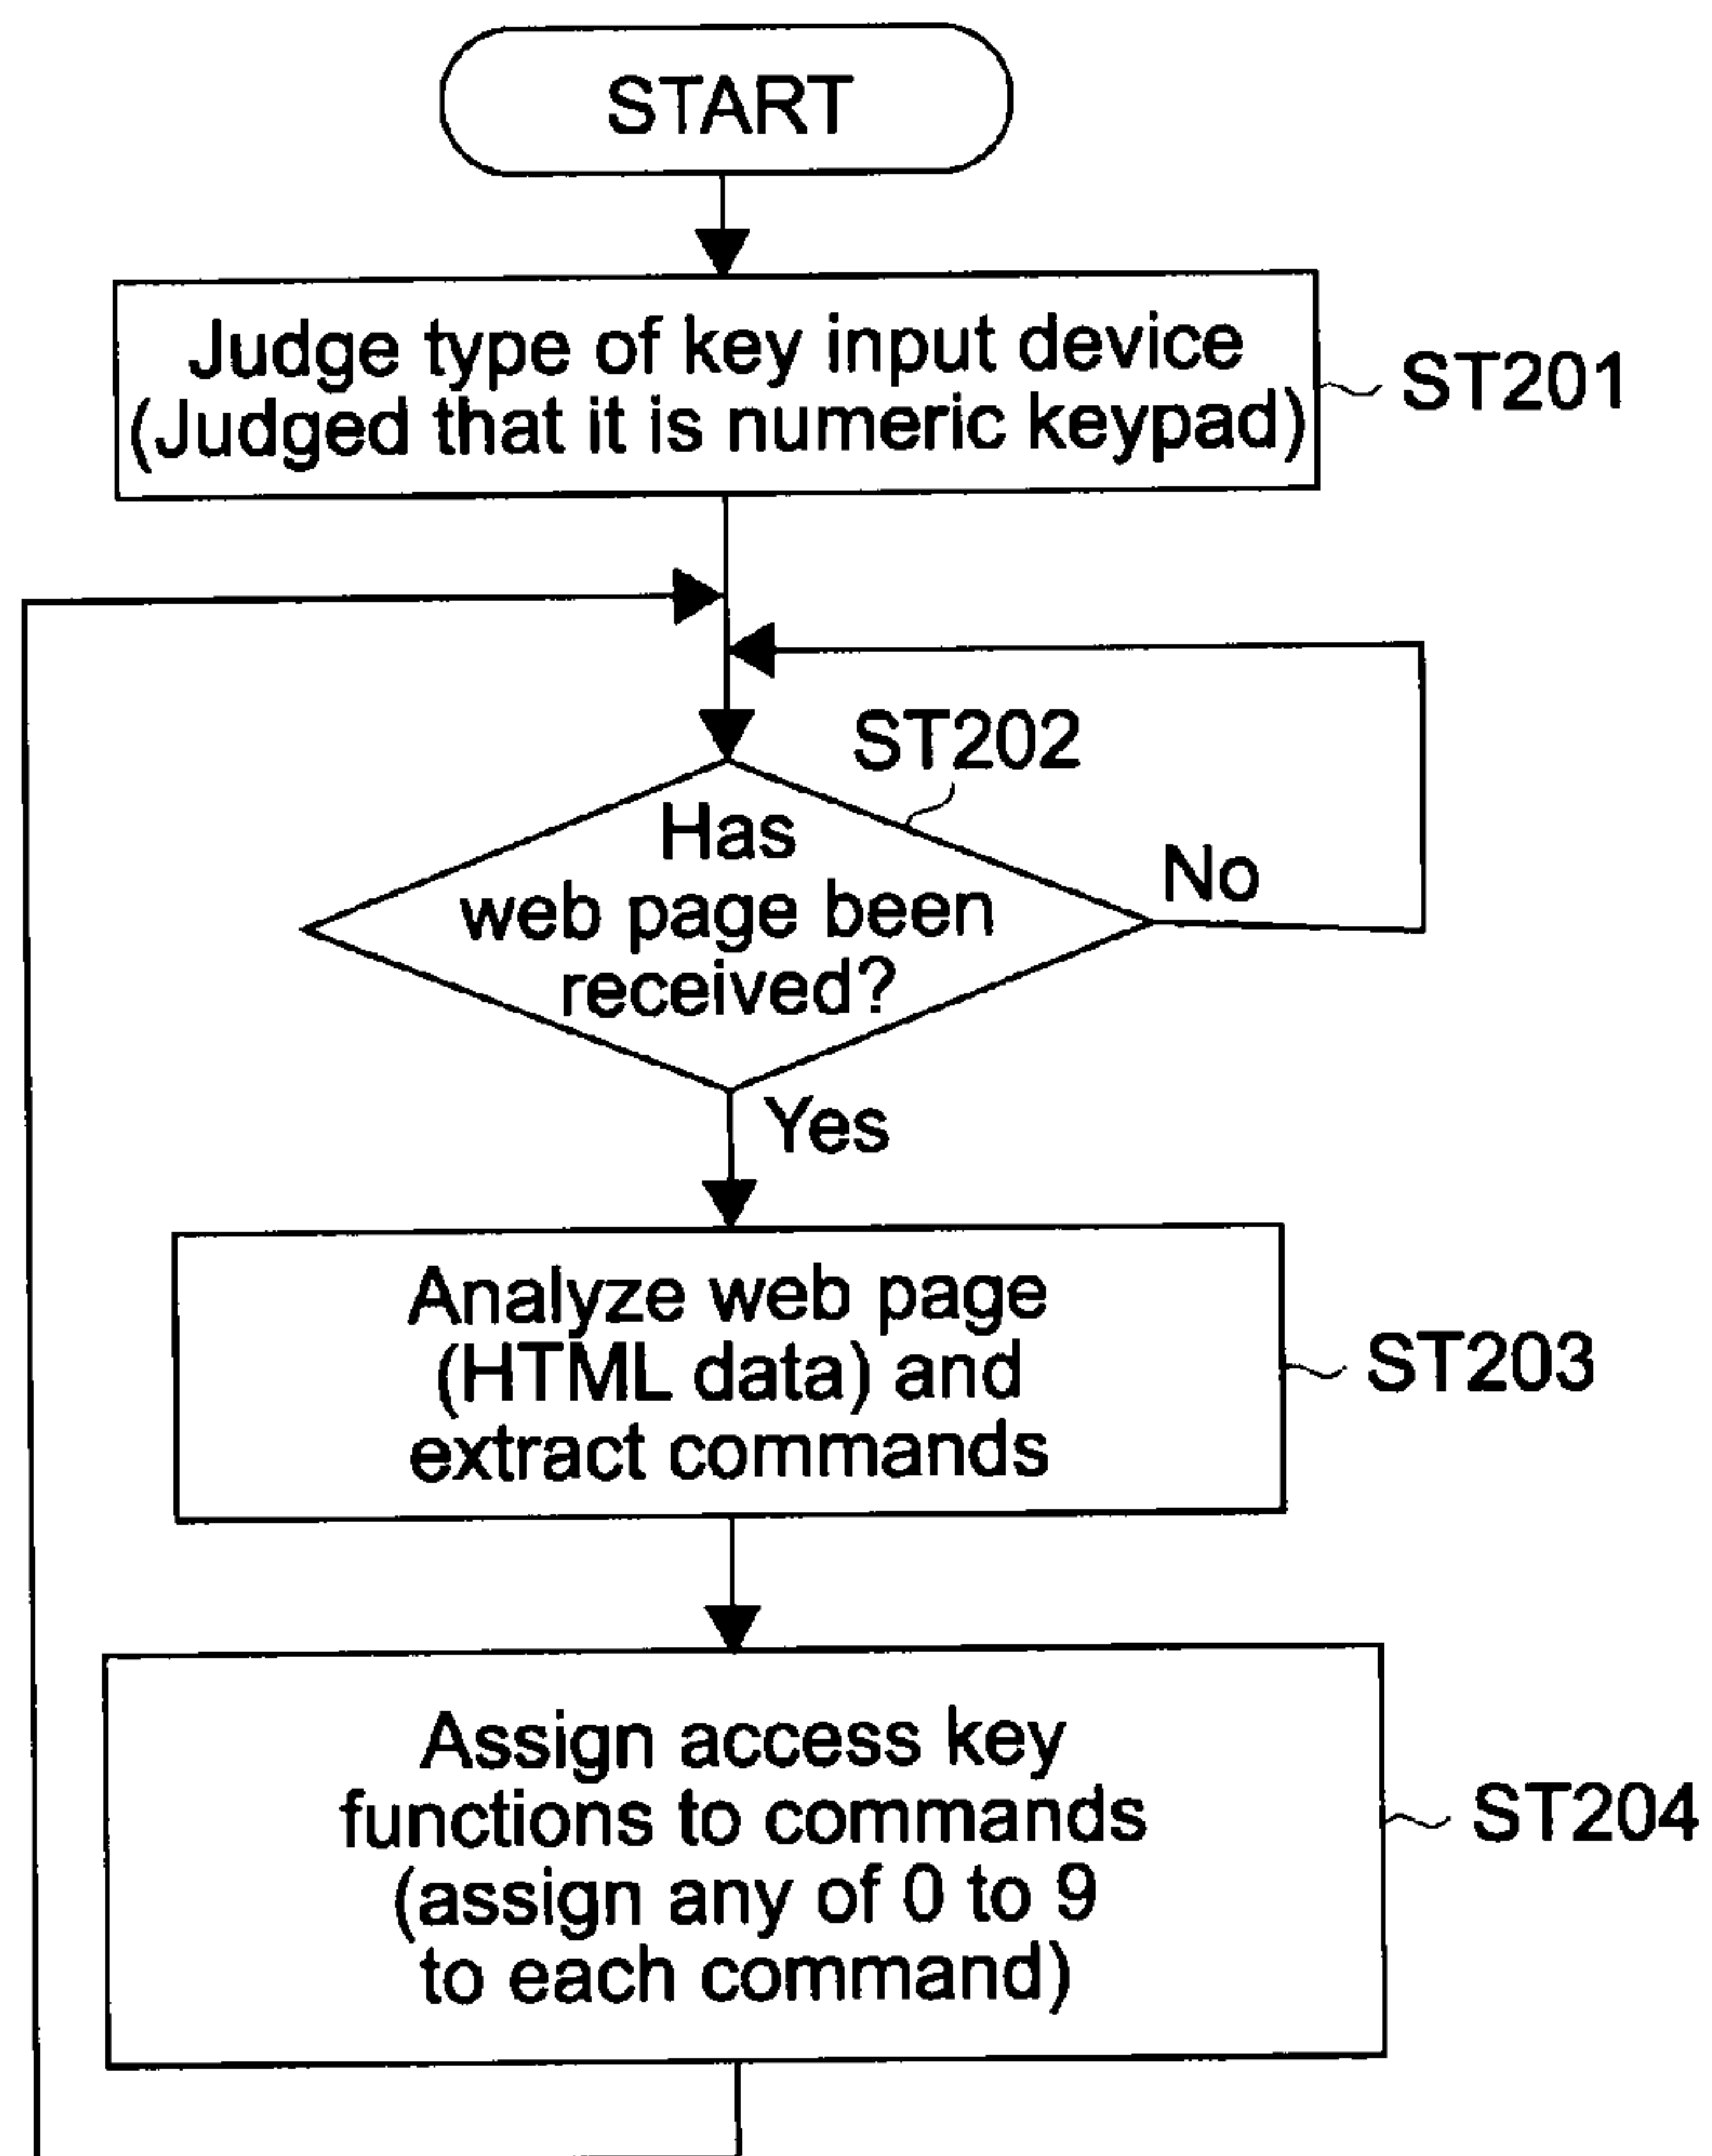 START
Judge type of key input device
(Judged that it is numeric keypad)
ST201
ST202
Has
web page been
received?
No
Yes
Analyze web page
(HTML data) and
extract commands
ST203
Assign access key
functions to commands
(assign any of 0 to 9
to each command)
ST204